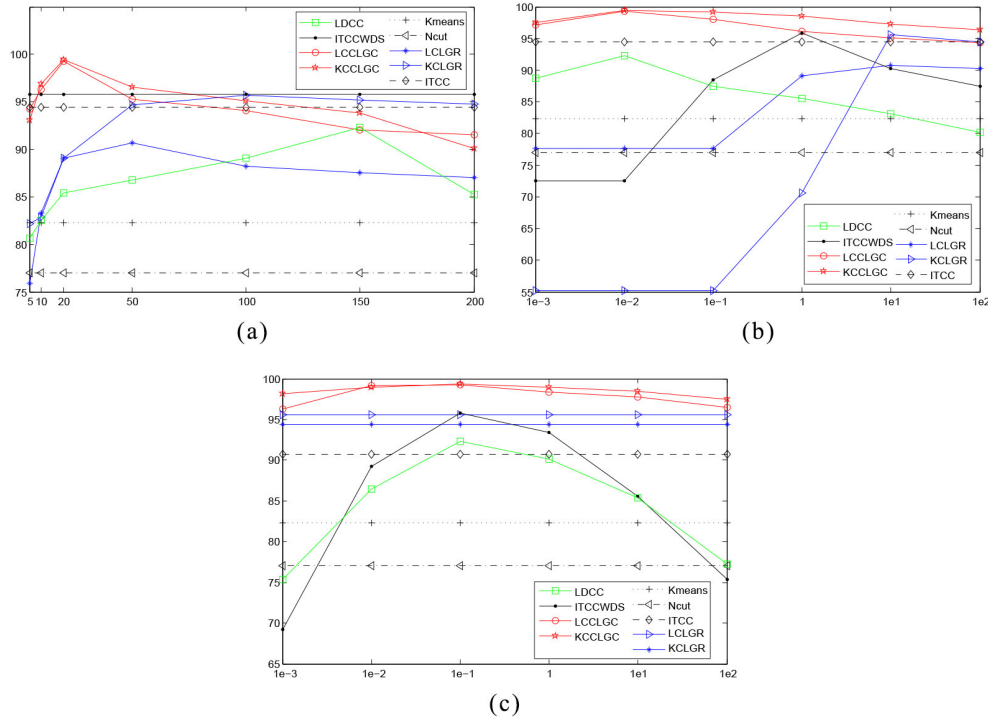 100
95
90
85
80
75
5 10 20 50 100 150 200
LDCC
ITCCWDS
LCCLGC
KCCLGC
Kmeans
Ncut
LCLGR
KCLGR
ITCC
(a)
100
95
90
85
80
75
70
65
60
55
1e-3 1e-2 1e-1 1 1e1 1e2
LDCC
ITCCWDS
LCCLGC
KCCLGC
Kmeans
Ncut
LCLGR
KCLGR
ITCC
(b)
100
95
90
85
80
75
70
65
1e-3 1e-2 1e-1 1 1e1 1e2
LDCC
ITCCWDS
LCCLGC
KCCLGC
Kmeans
Ncut
ITCC
LCLGR
KCLGR
(c)